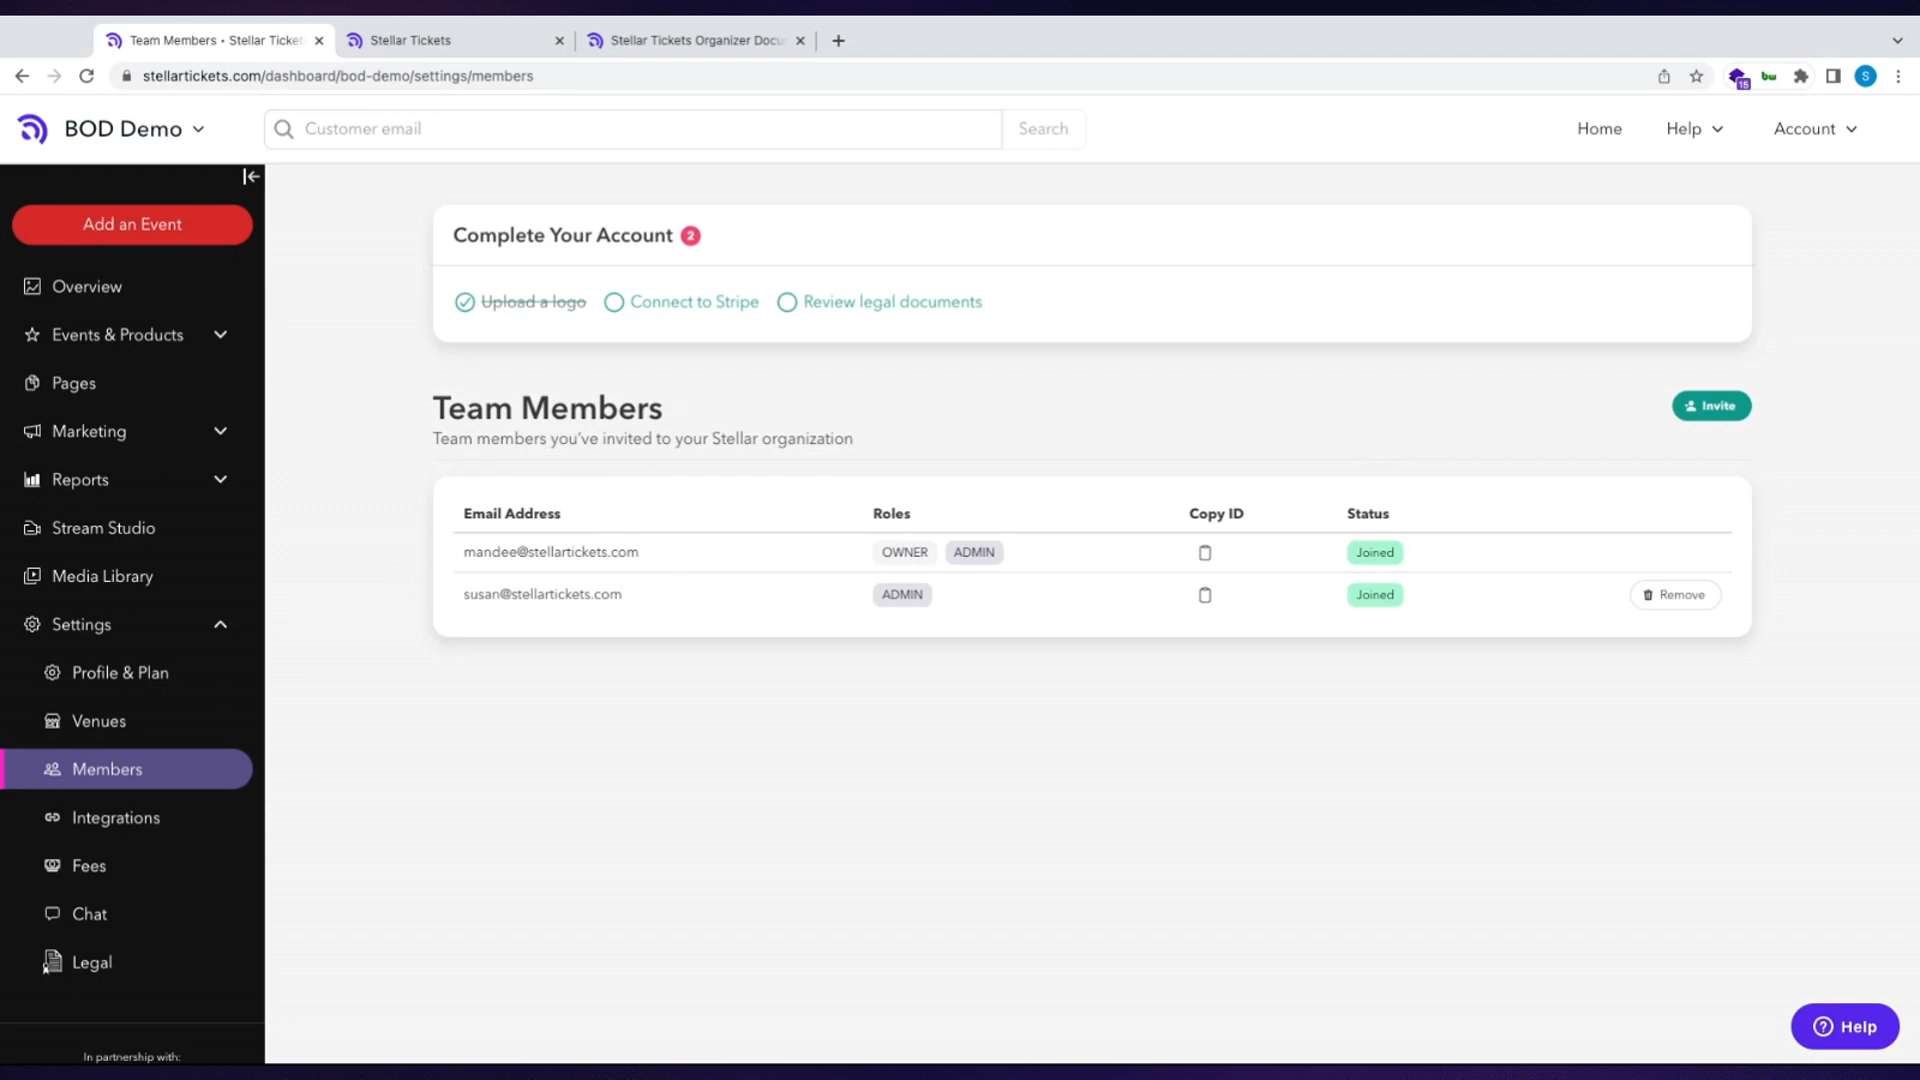 Team Members • Stellar Ticket
Stellar Tickets
Stellar Tickets Organizer Docu
stellartickets.com/dashboard/bod-demo/settings/members
15
bw
S
BOD Demo
Customer email
Search
Home
Help
Account
Add an Event
Overview
Events & Products
Pages
Marketing
Reports
Stream Studio
Media Library
Settings
Profile & Plan
Venues
Members
Integrations
Fees
Chat
Legal
In partnership with:
Complete Your Account 2
Upload a logo Connect to Stripe Review legal documents
Team Members
Team members you've invited to your Stellar organization
Invite
Email Address Roles Copy ID Status
mandee@stellartickets.com OWNER ADMIN Joined
susan@stellartickets.com ADMIN Joined Remove
Help